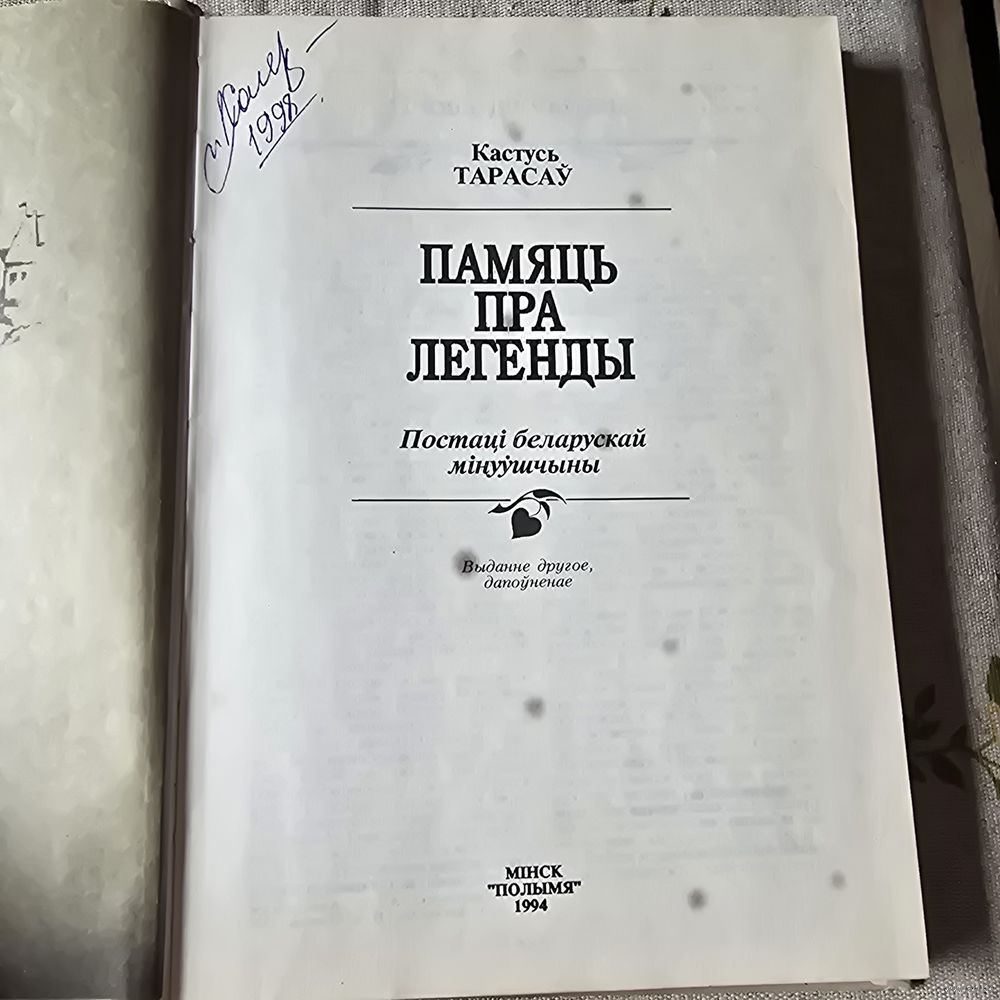 1998
Кастусь
ТАРАСАЎ
ПАМЯЦЬ
ПРА
ЛЕГЕНДЫ
Постаці беларускай
мінуўшчыны
Выданне другое,
дапоўненае
МІНСК
"ПОЛЫМЯ"
1994